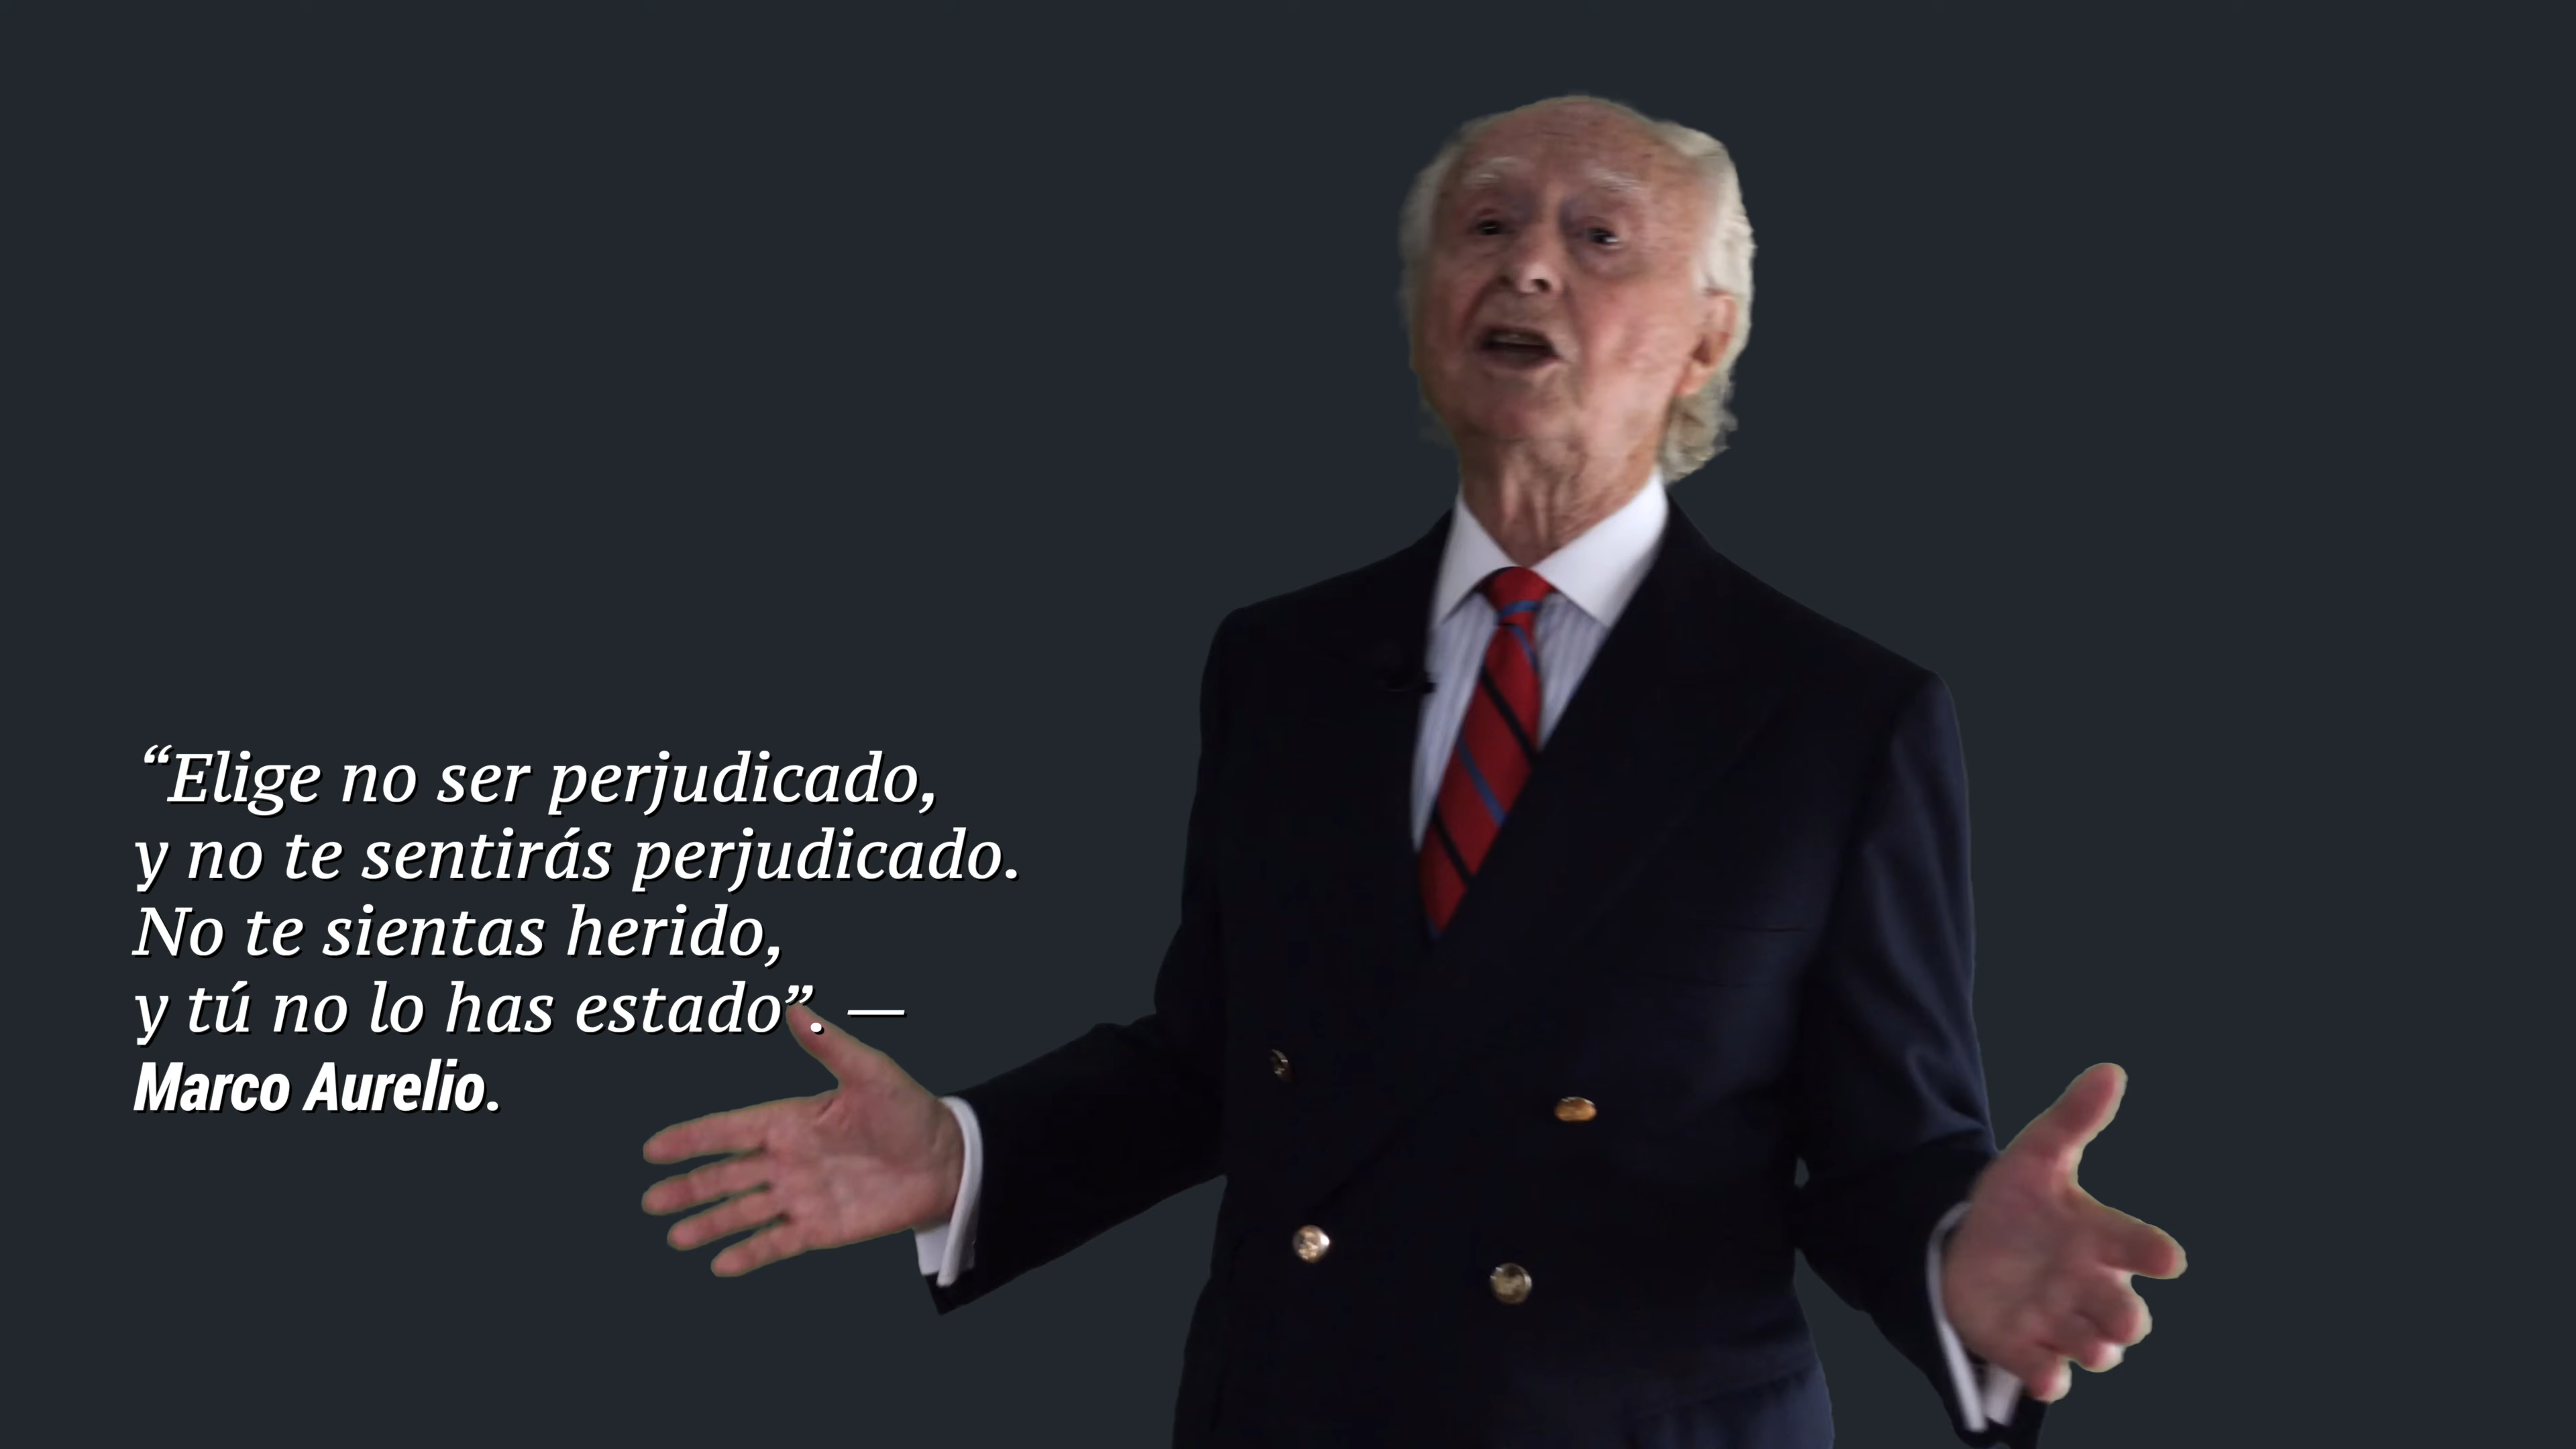 “Elige no ser perjudicado,
y no te sentirás perjudicado.
No te sientas herido,
y tú no lo has estado”. —
Marco Aurelio.